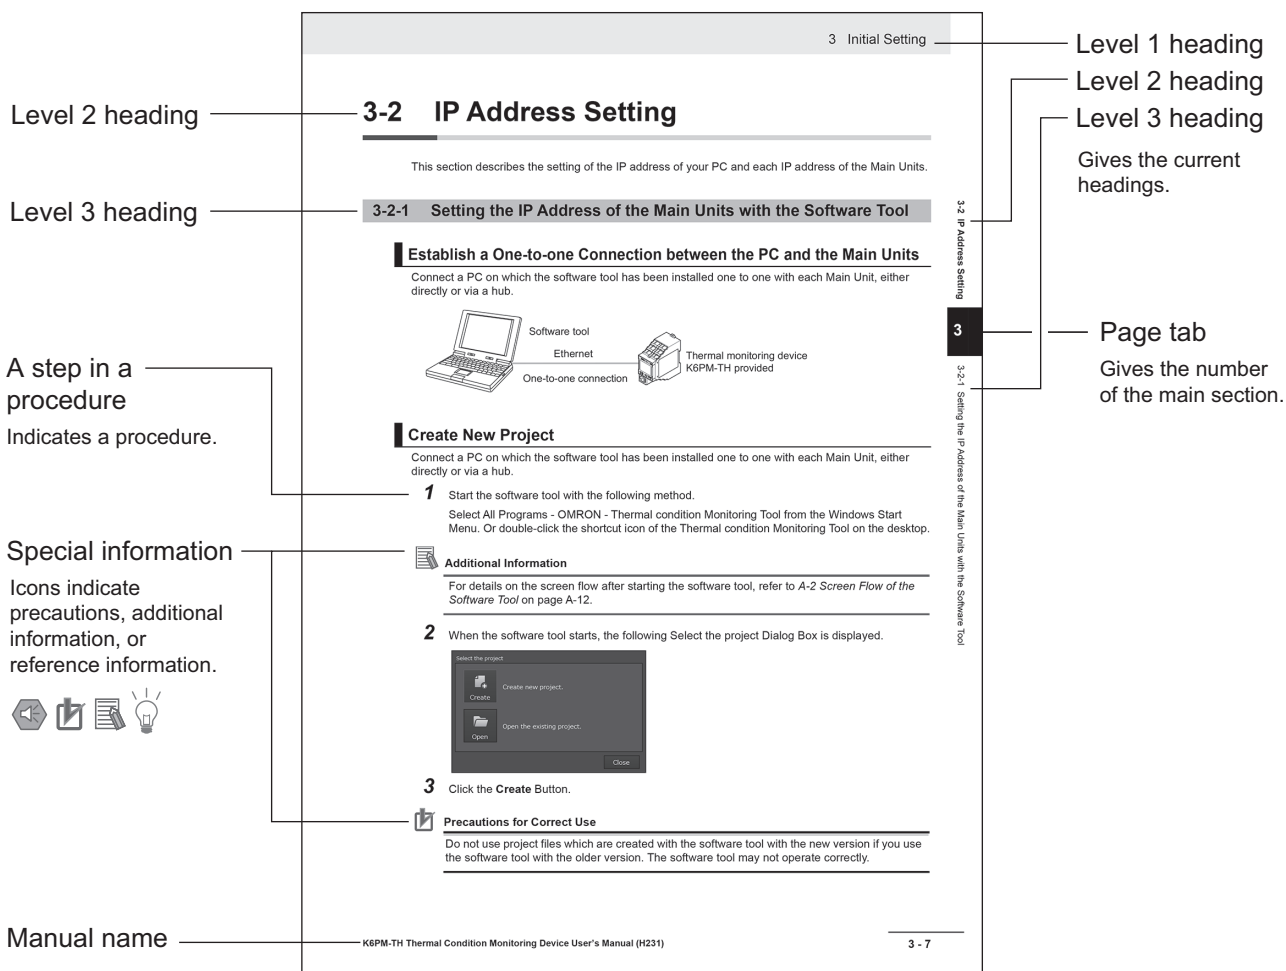 3 Initial Setting
Level 1 heading
Level 2 heading
Level 3 heading
Gives the current
headings.
Level 2 heading
3-2 IP Address Setting
This section describes the setting of the IP address of your PC and each IP address of the Main Units.
Level 3 heading
3-2-1 Setting the IP Address of the Main Units with the Software Tool
3-2 IP Address Setting
Establish a One-to-one Connection between the PC and the Main Units
Connect a PC on which the software tool has been installed one to one with each Main Unit, either
directly or via a hub.
Software tool
Ethernet
One-to-one connection
Thermal monitoring device
K6PM-TH provided
3
Page tab
Gives the number
of the main section.
3-2-1 Setting the IP Address of the Main Units with the Software Tool
A step in a
procedure
Indicates a procedure.
Create New Project
Connect a PC on which the software tool has been installed one to one with each Main Unit, either
directly or via a hub.
1 Start the software tool with the following method.
Select All Programs - OMRON - Thermal condition Monitoring Tool from the Windows Start
Menu. Or double-click the shortcut icon of the Thermal condition Monitoring Tool on the desktop.
Special information
Icons indicate
precautions, additional
information, or
reference information.
Additional Information
For details on the screen flow after starting the software tool, refer to A-2 Screen Flow of the
Software Tool on page A-12.
2 When the software tool starts, the following Select the project Dialog Box is displayed.
Select the project
Create new project.
Create
Open the existing project.
Open
Close
3 Click the Create Button.
Precautions for Correct Use
Do not use project files which are created with the software tool with the new version if you use
the software tool with the older version. The software tool may not operate correctly.
Manual name
K6PM-TH Thermal Condition Monitoring Device User's Manual (H231)
3 - 7